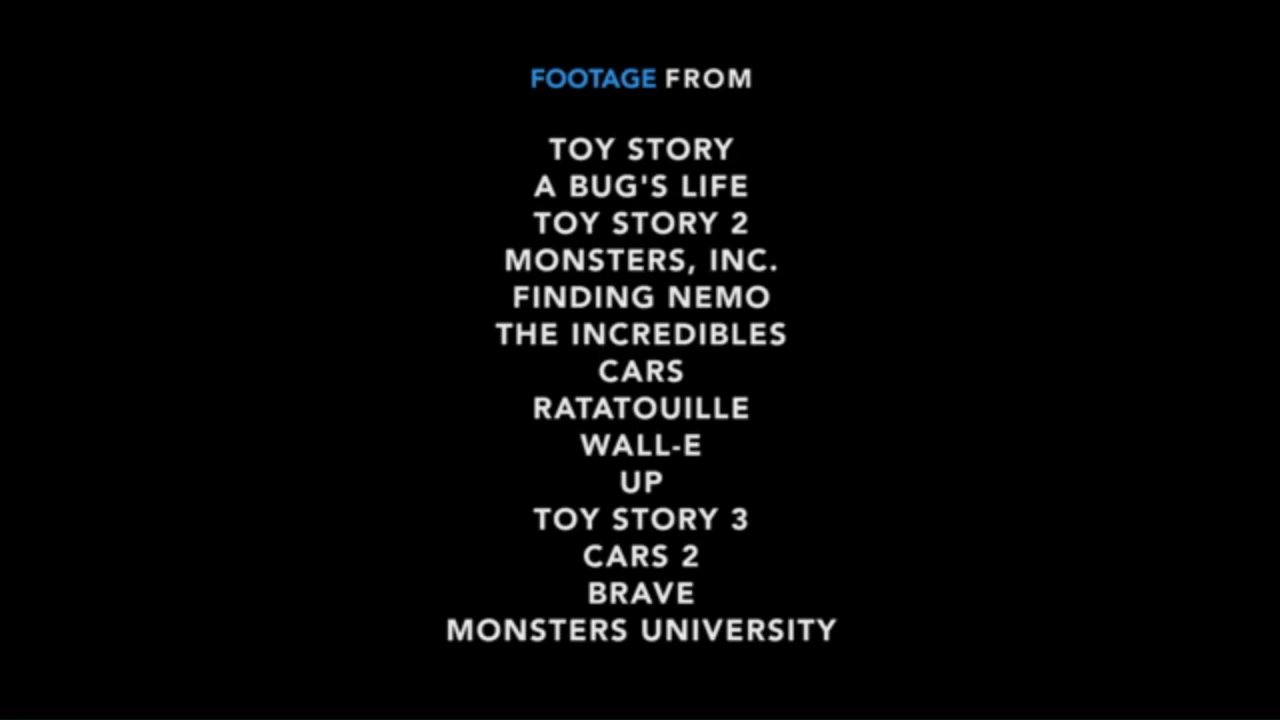 FOOTAGE FROM
TOY STORY
A BUG'S LIFE
TOY STORY 2
MONSTERS, INC.
FINDING NEMO
THE INCREDIBLES
CARS
RATATOUILLE
WALL-E
UP
TOY STORY 3
CARS 2
BRAVE
MONSTERS UNIVERSITY